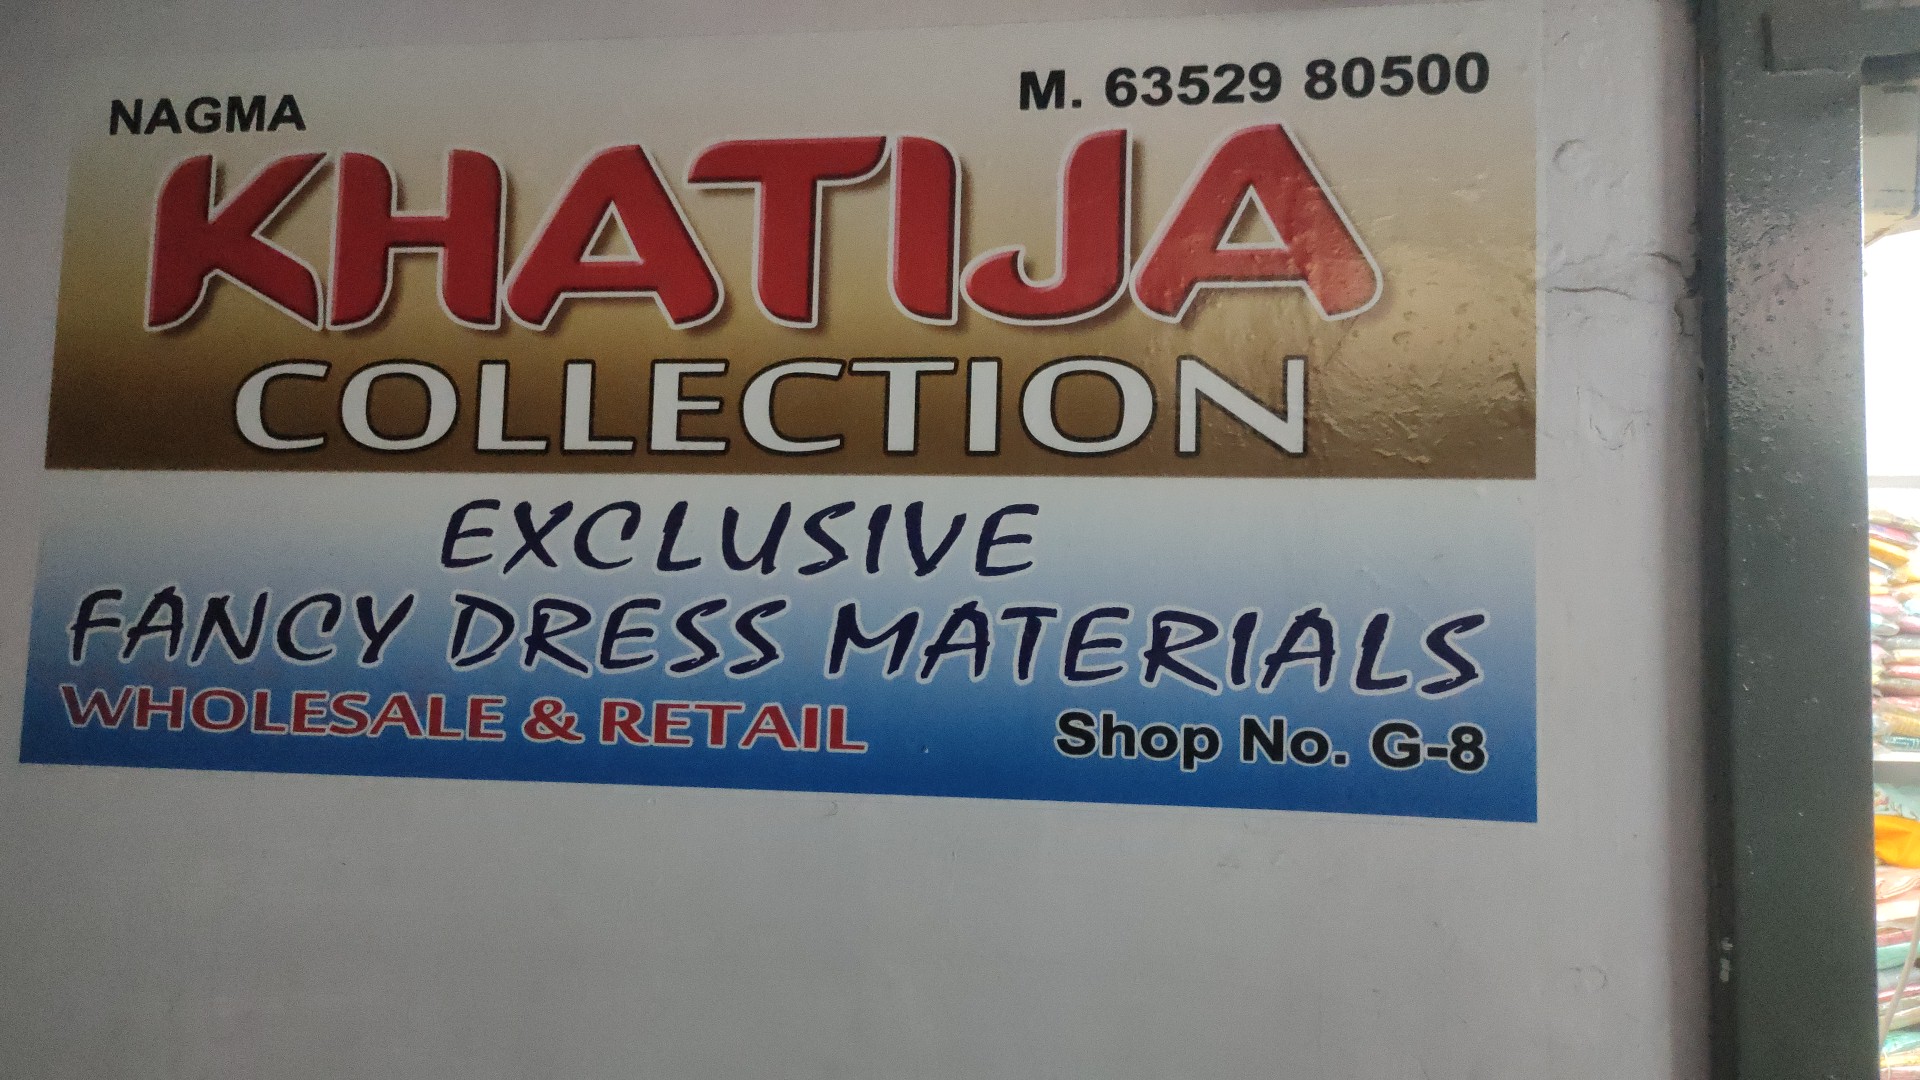 NAGMA
M. 63529 80500
KHATIJA
COLLECTION
EXCLUSIVE
FANCY DRESS MATERIALS
WHOLESALE & RETAIL
Shop No. G-8